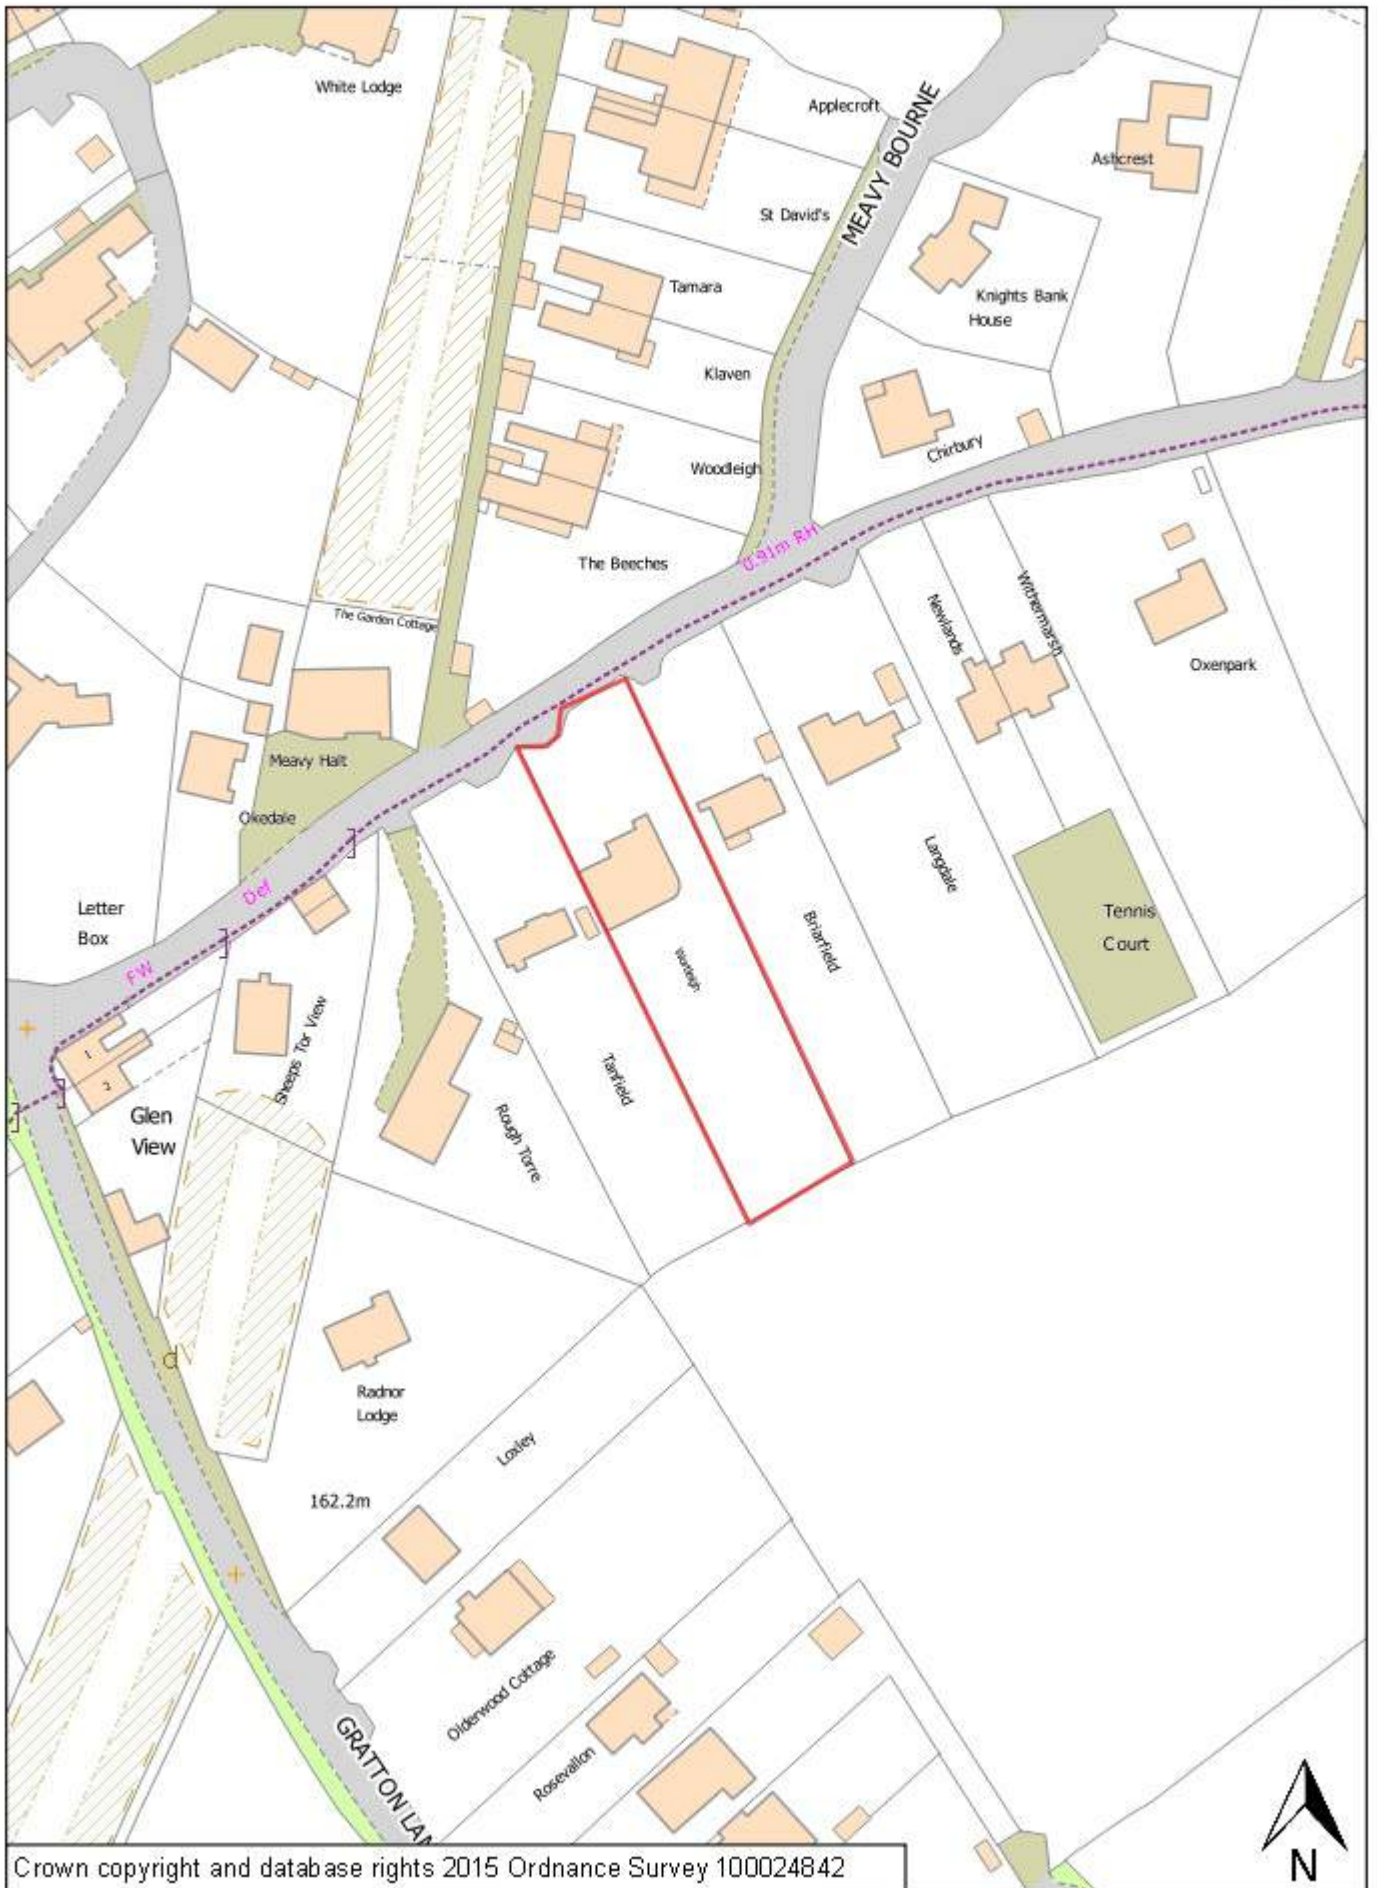 White Lodge
Applecroft
MEAVY BOURNE
Ashcrest
St David's
Tamara
Knights Bank
House
Klaven
Chirbury
Woodleigh
0.91m RH
The Beeches
The Garden Cottage
Newlands
Withermarsh
Oxenpark
Meavy Halt
Okedale
Def
Langdale
Letter
Box
Tennis
Court
Briarfield
FW
Sheeps Tor View
1
2
Glen
View
Tanfield
Rough Torre
d
Radnor
Lodge
Loxley
162.2m
Olderwood Cottage
Rosevallon
GRATTON LAN
N
Crown copyright and database rights 2015 Ordnance Survey 100024842